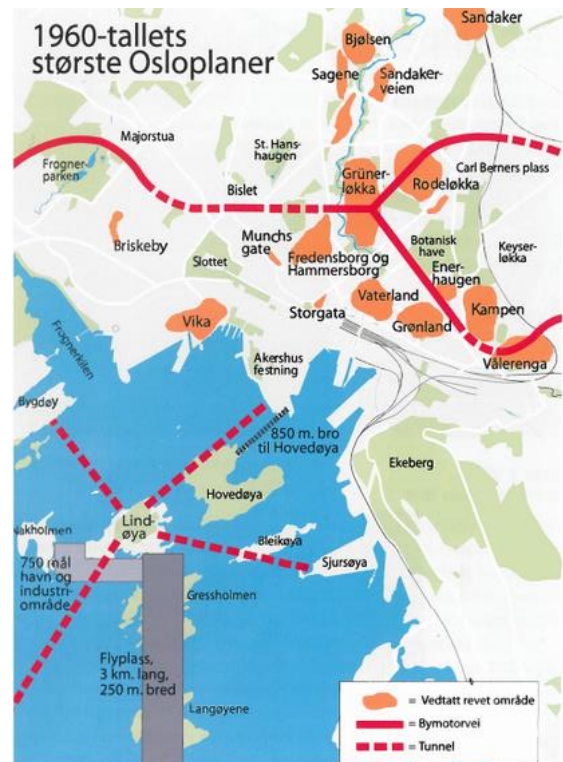 1960-tallets
største Osloplaner
Sandaker
Bjølsen
Sagene
Sandaker-
veien
Majorstua
Frogner-
parken
St. Hans-
haugen
Bislet
Grüner-
løkka
Rodeløkka
Carl Berners plass
Briskeby
Munchs
gate
Slottet
Fredensborg og
Hammersborg
Botanisk
have
Keyser-
løkka
Ener-
haugen
Storgata
Vaterland
Grønland
Kampen
Vika
Vålerenga
Frognerkilen
Akershus
festning
Bygdøy
850 m. bro
til Hovedøya
Ekeberg
Hovedøya
Lind-
øya
Nakholmen
Bleikøya
Sjursøya
750 mål
havn og
industri-
område
Gressholmen
Flyplass,
3 km. lang,
250 m. bred
Langøyene
= Vedtatt revet område
= Bymotorvei
= Tunnel